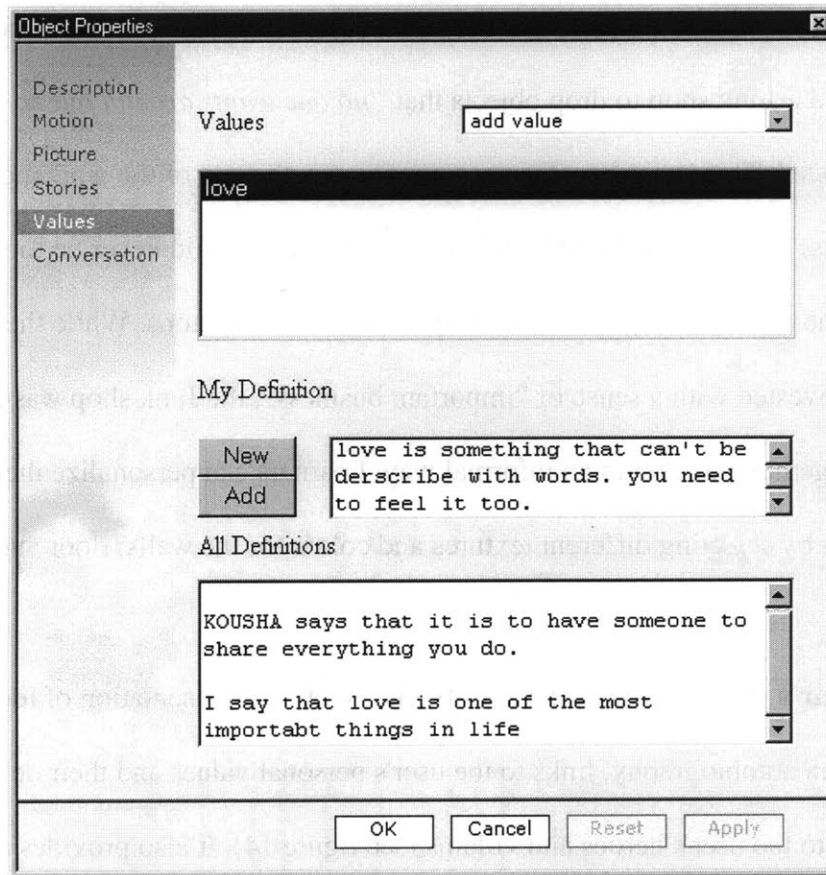 Object Properties
Description
Motion
Picture
Stories
Values
Conversation
Values
add value
love
My Definition
New
Add
love is something that can't be
derscribe with words. you need
to feel it too.
All Definitions
KOUSHA says that it is to have someone to
share everything you do.
I say that love is one of the most
importabt things in life
OK
Cancel
Reset
Apply